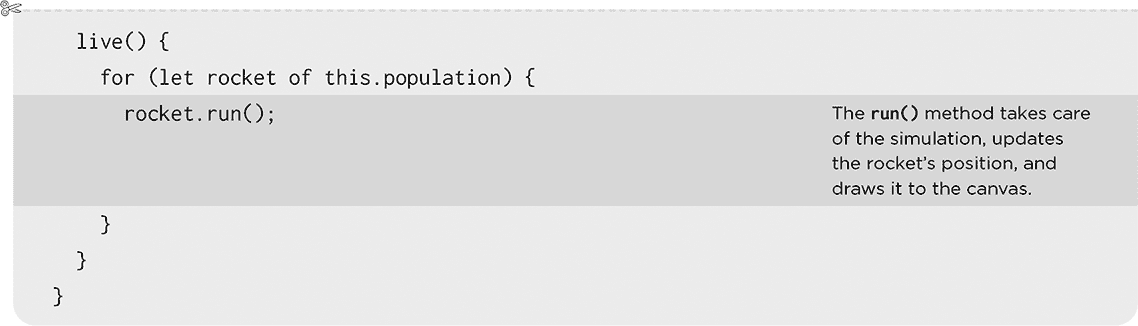 live() {
for (let rocket of this.population) {
rocket.run();
The run() method takes care
of the simulation, updates
the rocket's position, and
draws it to the canvas.
}
}
}